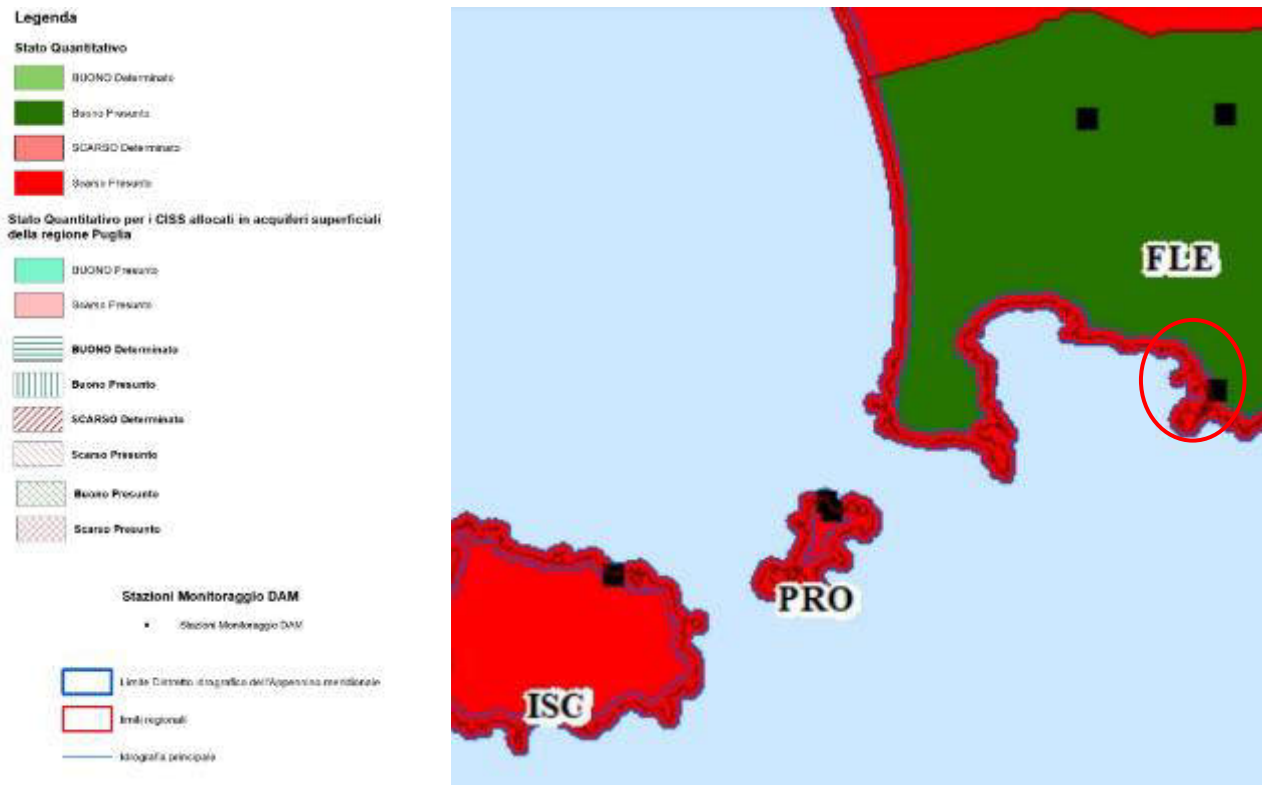 Legenda
Stato Quantitativo
BUONO Determinato
Buono Presunto
SCARSO Determinato
Scarso Presunto
Stato Quantitativo per i CISS allocati in acquiferi superficiali
della regione Puglia
BUONO Presunto
Scarso Presunto
BUONO Determinato
Buono Presunto
SCARSO Determinato
Scarso Presunto
Buono Presunto
Scarso Presunto
Stazioni Monitoraggio DAM
Stazioni Monitoraggio DAM
Limite Distretto idrografico dell'Appennino meridionale
limiti regionali
Idrografia principale
FLE
PRO
ISC